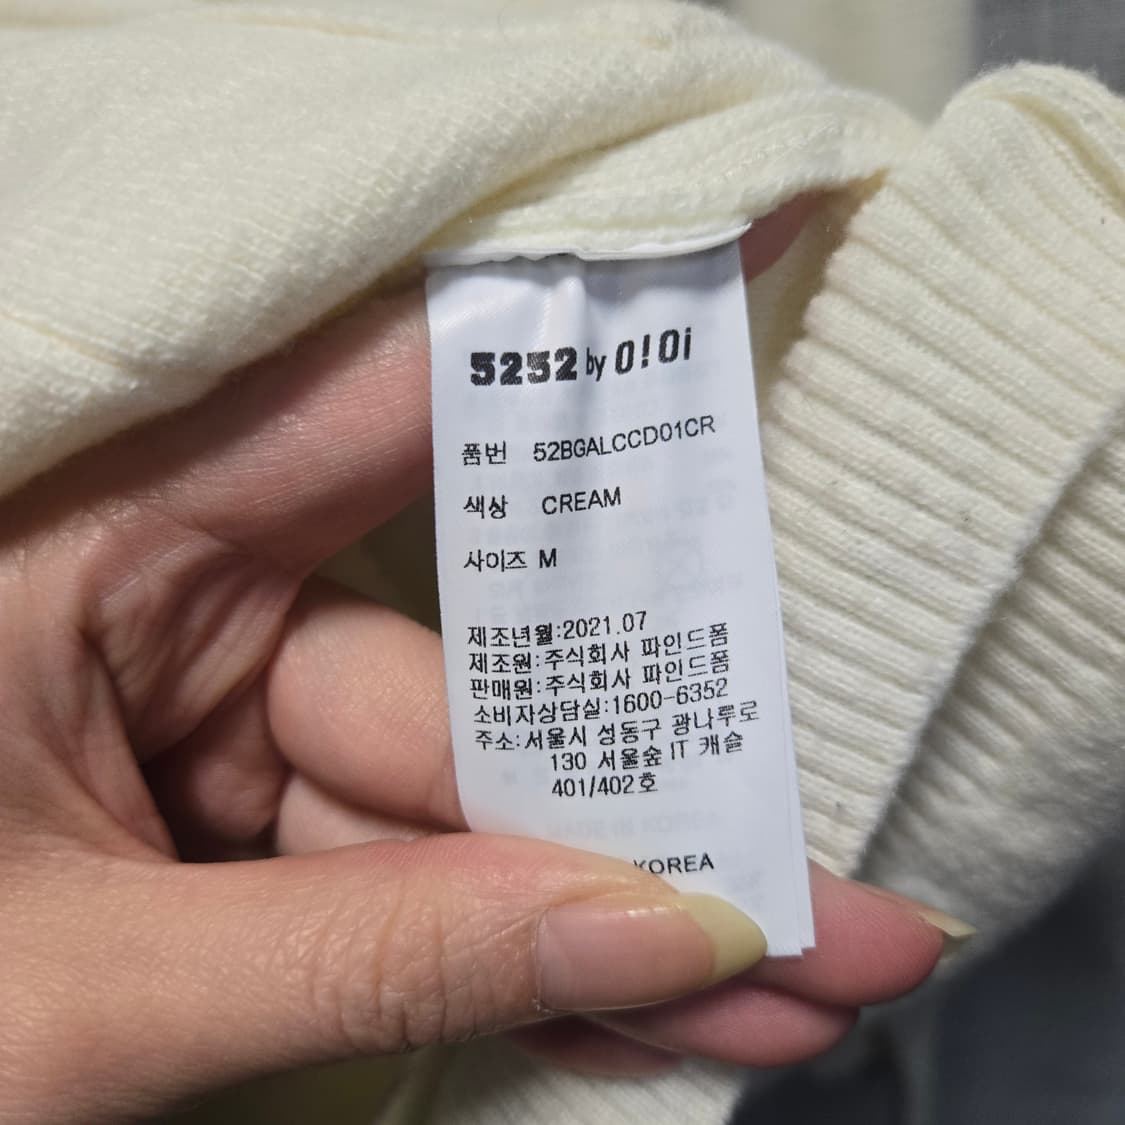 5252 by O!Oi
품번 52BGALCCD01CR
색상 CREAM
사이즈 M
제조년월:2021.07
제조원:주식회사 파인드폼
판매원:주식회사 파인드폼
소비자상담실:1600-6352
주소:서울시 성동구 광나루로
130 서울숲 IT 캐슬
401/402호
KOREA